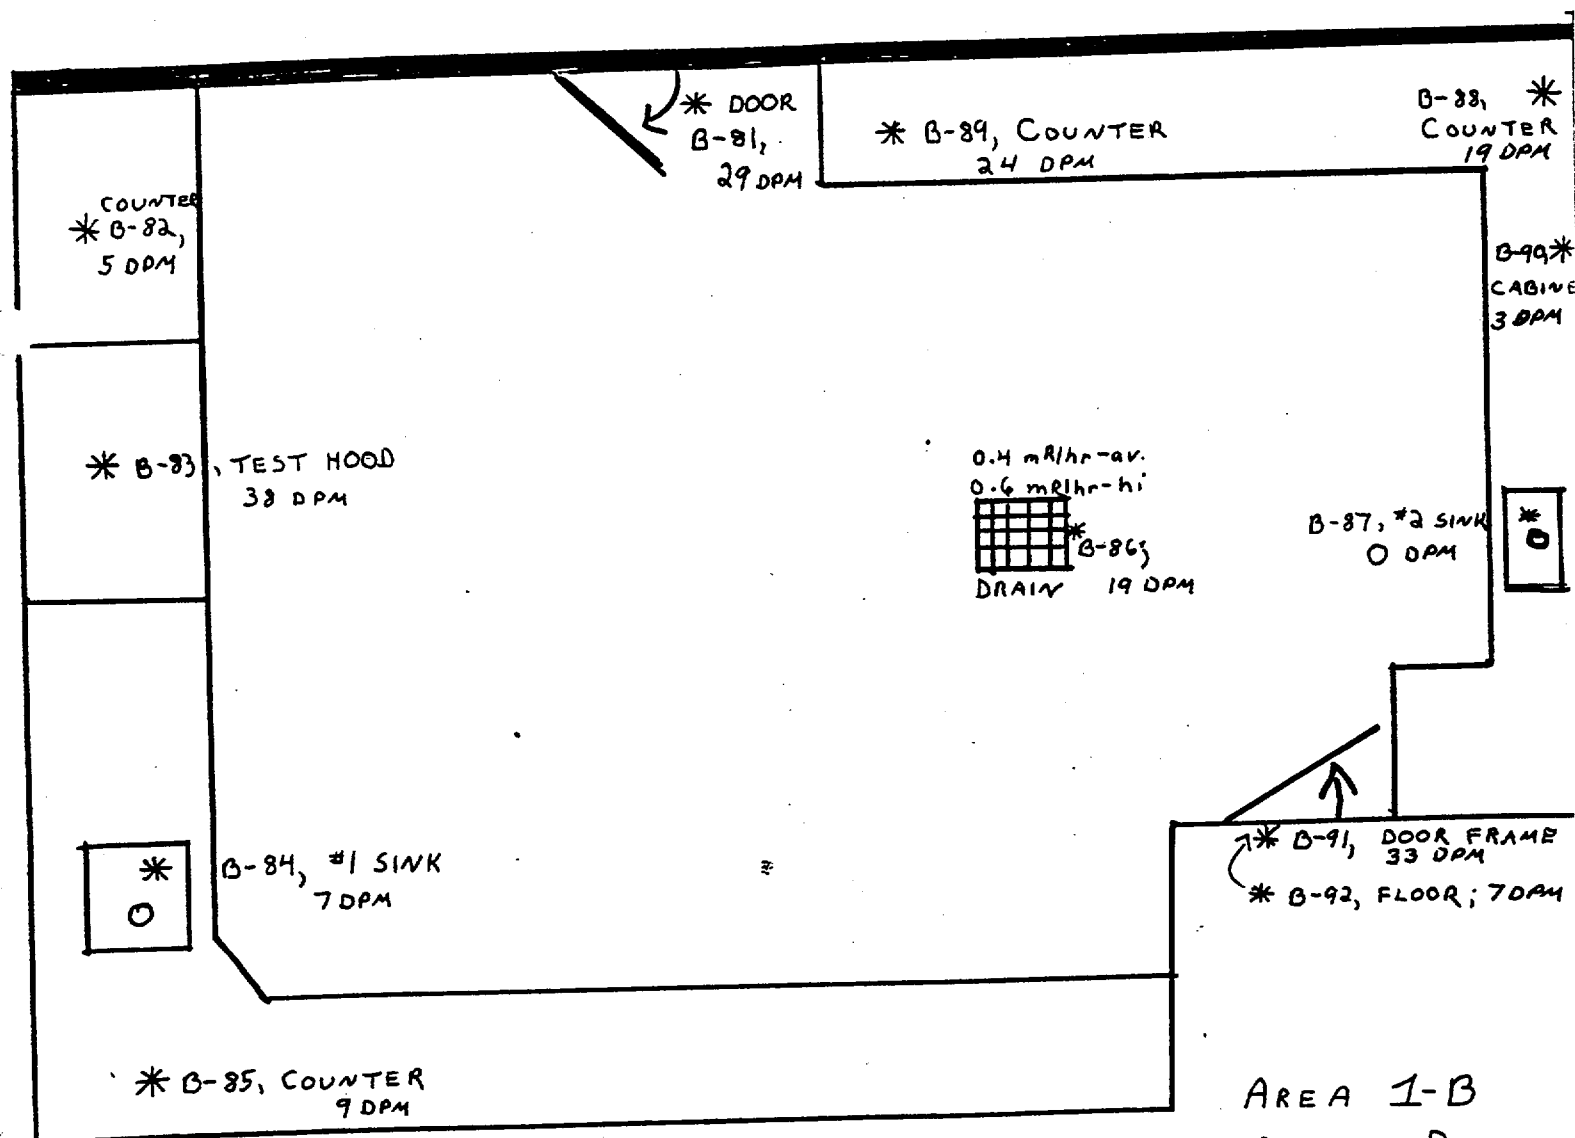 * DOOR
B-81,
29 DPM
* B-89, COUNTER
24 DPM
B-88, *
COUNTER
19 DPM
COUNTER
* B-82,
5 DPM
B-90, *
CABINE
3 DPM
* B-83, TEST HOOD
38 DPM
0.4 mR/hr-av.
0.6 mR/hr-hi
* B-86;
DRAIN 19 DPM
B-87, #2 SINK
0 DPM
*
* B-84, #1 SINK
7 DPM
* B-91, DOOR FRAME
33 DPM
* B-92, FLOOR; 7 DPM
* B-85, COUNTER
9 DPM
AREA 1-B